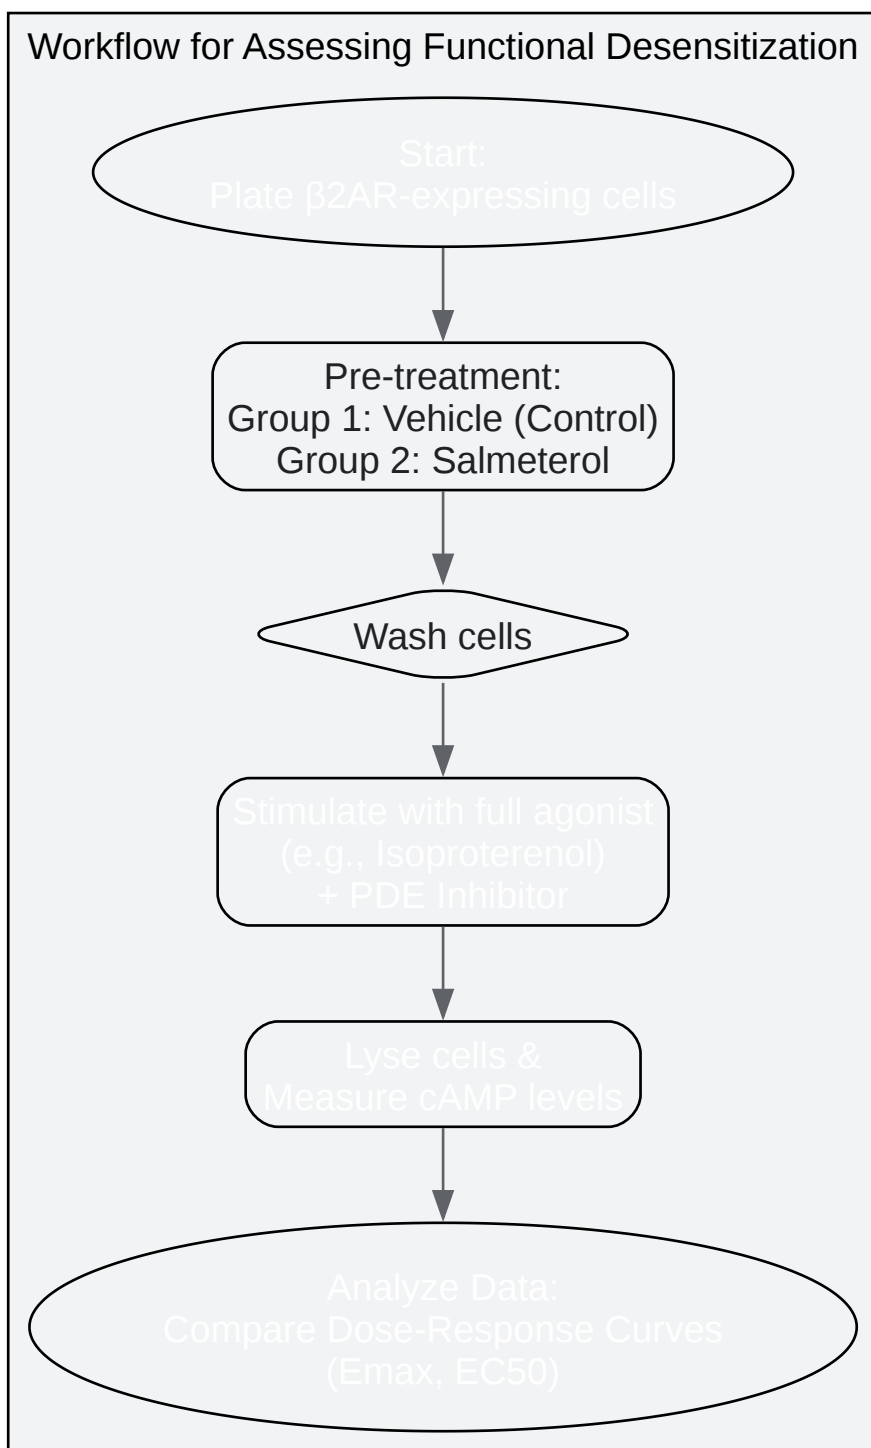 Workflow for Assessing Functional Desensitization
Start:
Plate β2AR-expressing cells
Pre-treatment:
Group 1: Vehicle (Control)
Group 2: Salmeterol
Wash cells
Stimulate with full agonist
(e.g., Isoproterenol)
+ PDE Inhibitor
Lyse cells &
Measure cAMP levels
Analyze Data:
Compare Dose-Response Curves
(Emax, EC50)